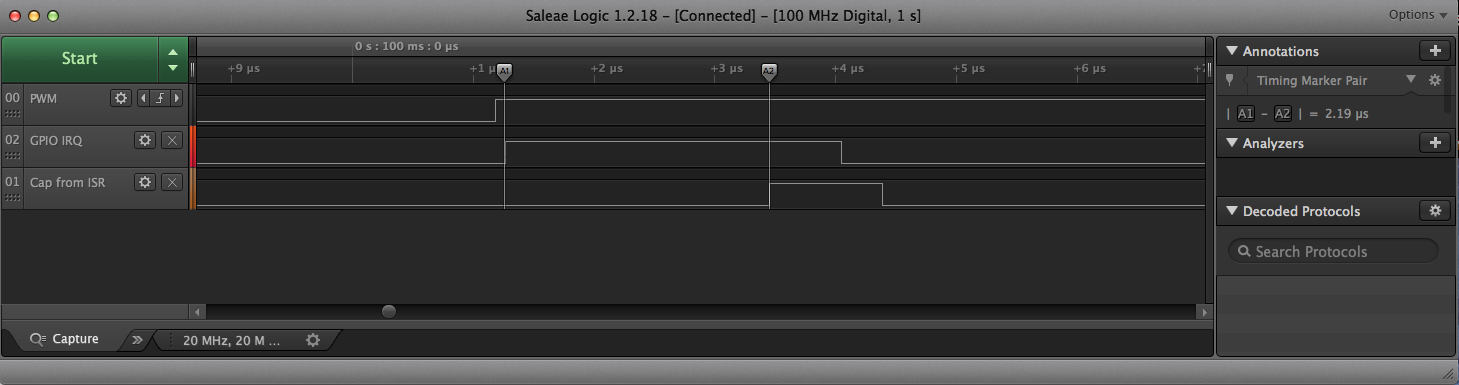 Saleae Logic 1.2.18 – [Connected] – [100 MHz Digital, 1 s]
Options
Start
0 s : 100 ms : 0 µs
+9 µs +1 µ A1 +2 µs +3 µs A2 +4 µs +5 µs +6 µs
00 PWM
02 GPIO IRQ
01 Cap from ISR
Annotations
Timing Marker Pair
| A1 - A2 | = 2.19 µs
Analyzers
Decoded Protocols
Search Protocols
Capture
20 MHz, 20 M ...